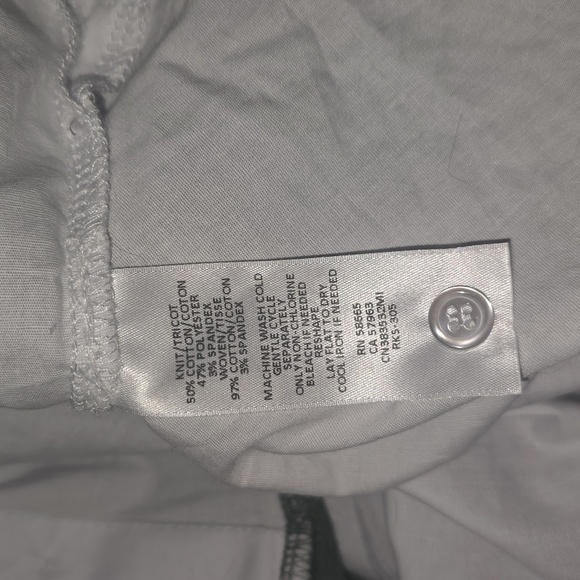 KNIT/TRICOT
50% COTTON/COTON
47% POLYESTER
3% SPANDEX
WOVEN/TISSE
97% COTTON/COTON
3% SPANDEX
MACHINE WASH COLD
GENTLE CYCLE
SEPARATELY
ONLY NON-CHLORINE
BLEACH IF NEEDED
RESHAPE
LAY FLAT TO DRY
COOL IRON IF NEEDED
RN 58665
CA 57963
CN383532MI
RKS-305